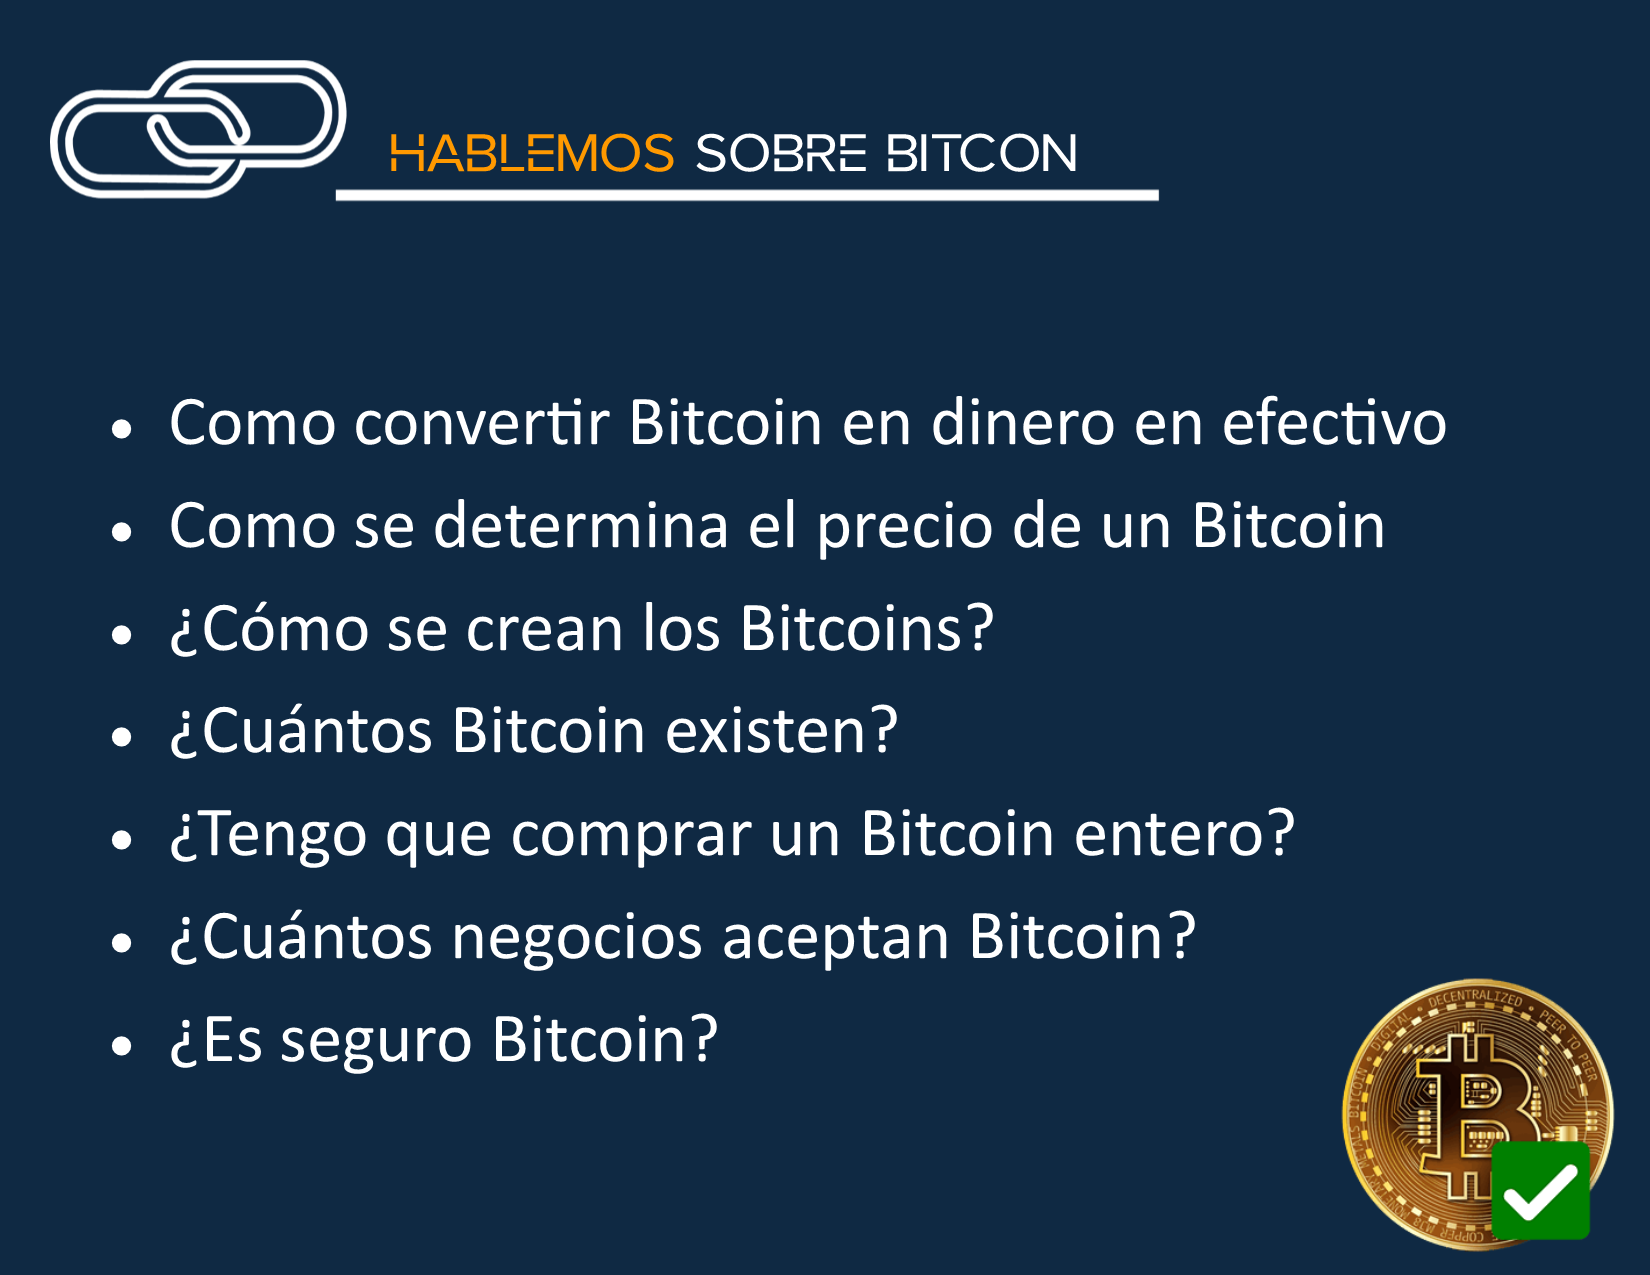 HABLEMOS SOBRE BITCON
• Como convertir Bitcoin en dinero en efectivo
• Como se determina el precio de un Bitcoin
• ¿Cómo se crean los Bitcoins?
• ¿Cuántos Bitcoin existen?
• ¿Tengo que comprar un Bitcoin entero?
• ¿Cuántos negocios aceptan Bitcoin?
• ¿Es seguro Bitcoin?
BITCOIN • DIGITAL • DECENTRALIZED • PEER TO PEER